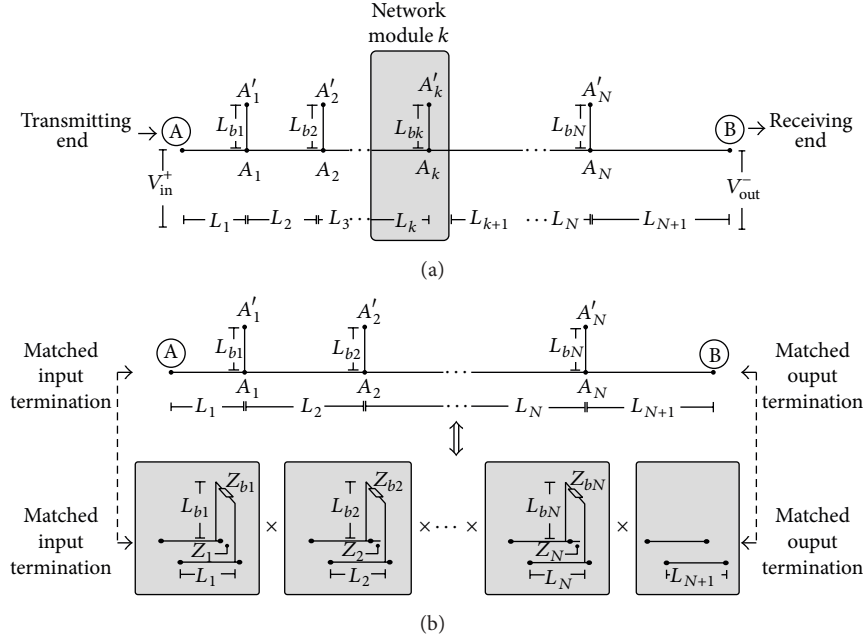 Network
module k
A′1 A′2 A′k A′N
Transmitting
end
A
Lb1 Lb2 Lbk LbN
B
Receiving
end
V+in
A1 A2 ··· Ak ··· AN
V−out
L1 L2 L3 ··· Lk Lk+1 ··· LN LN+1
(a)
A′1 A′2 A′N
Matched
input
termination
A
Lb1 Lb2 LbN
B
Matched
ouput
termination
A1 A2 ··· AN
L1 L2 ··· LN LN+1
Matched
input
termination
Lb1 Zb1 Z1 L1
×
Lb2 Zb2 Z2 L2
× ··· ×
LbN ZbN ZN LN
×
LN+1
Matched
ouput
termination
(b)